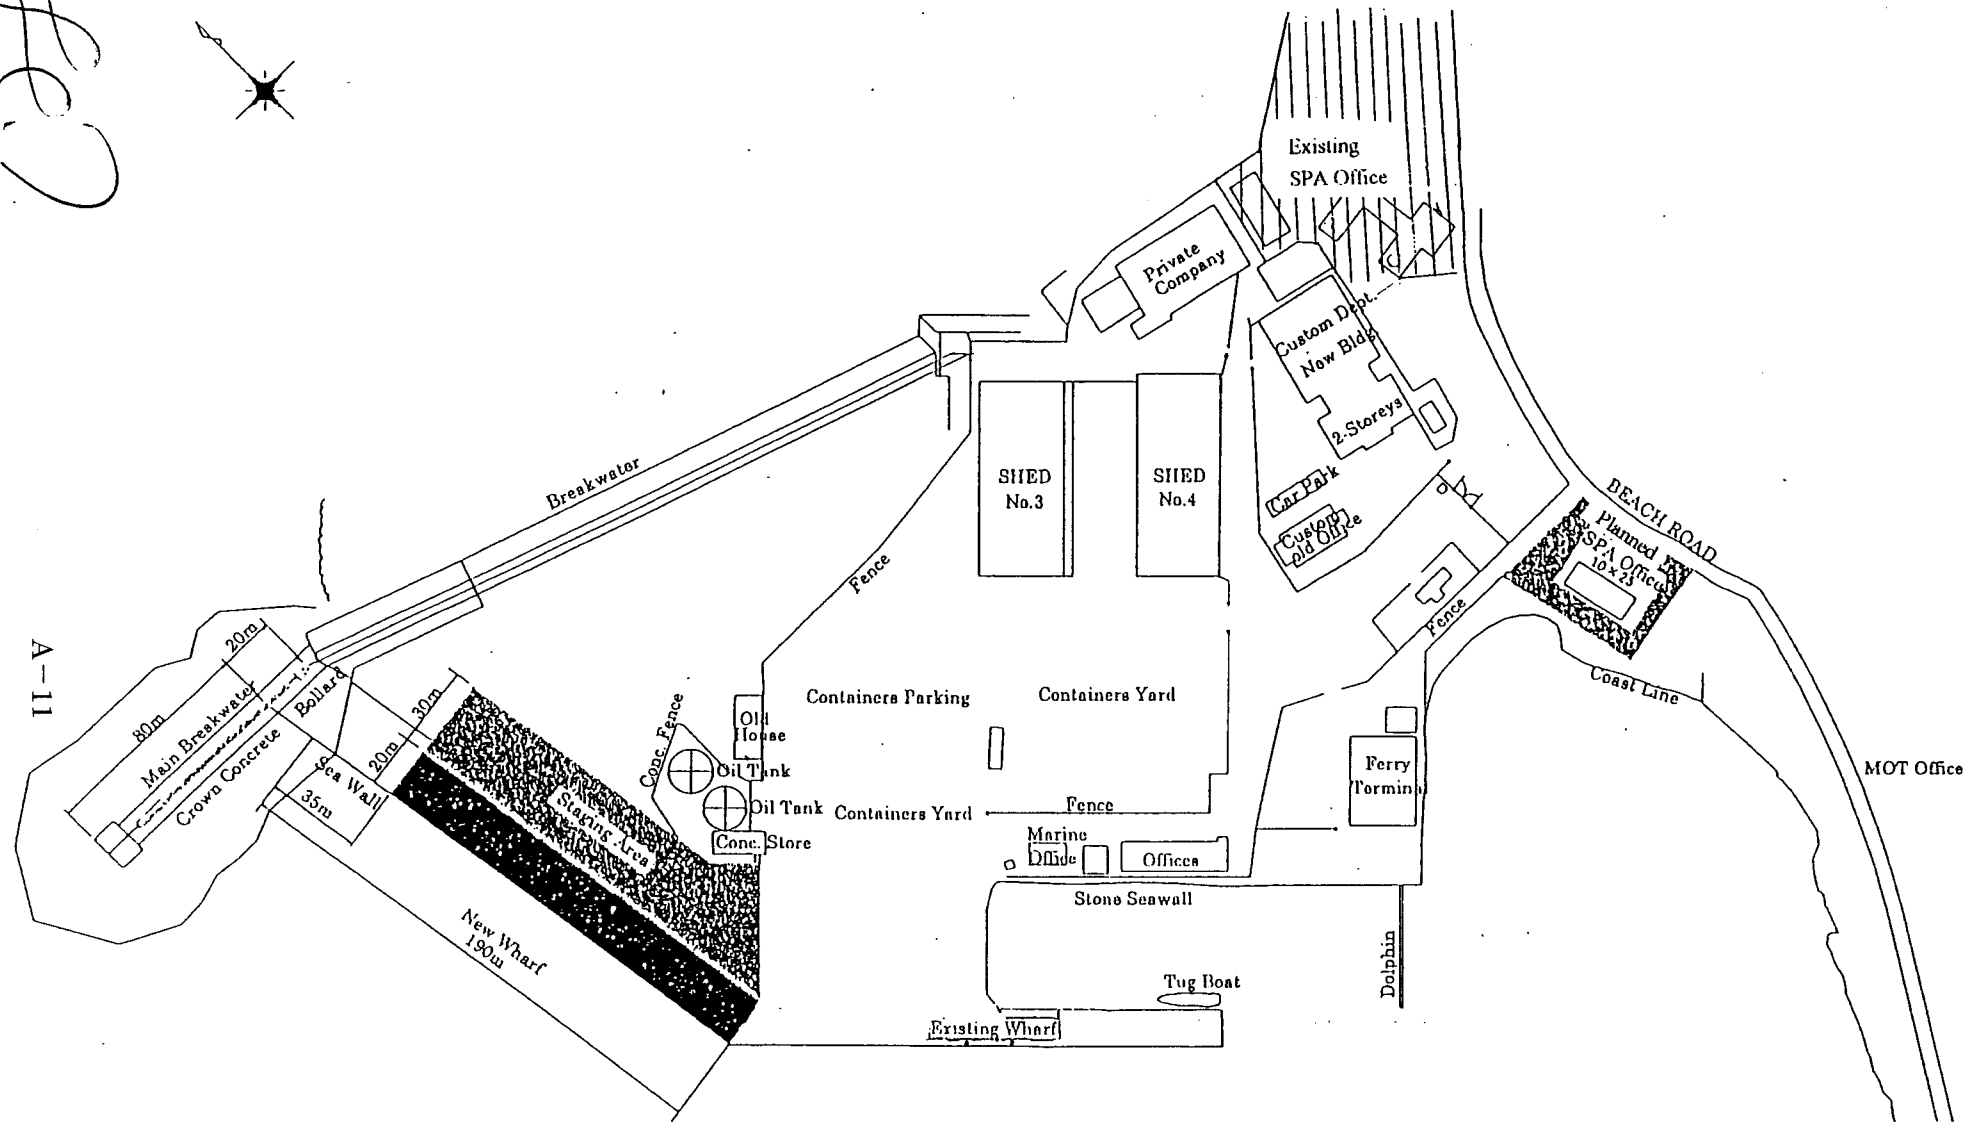 Existing
SPA Office
Private
Company
Custom Dept.
New Bldg.
2-Storeys
Breakwater
SHED
No.3
SHED
No.4
Car Park
Custom
old Office
BEACH ROAD
Planned
SPA Office
10 × 25
Fence
Fence
Coast Line
20m
80m
Main Breakwater
Bollard
Crown Concrete
30m
20m
Sea Wall
35m
Conc. Fence
Old
House
Containers Parking
Containers Yard
Oil Tank
Oil Tank
Containers Yard
Fence
Conc. Store
Staging Area
Marine
Office
Offices
Ferry
Termina
MOT Office
Stone Seawall
New Wharf
190m
Tug Boat
Dolphin
Existing Wharf
A-11